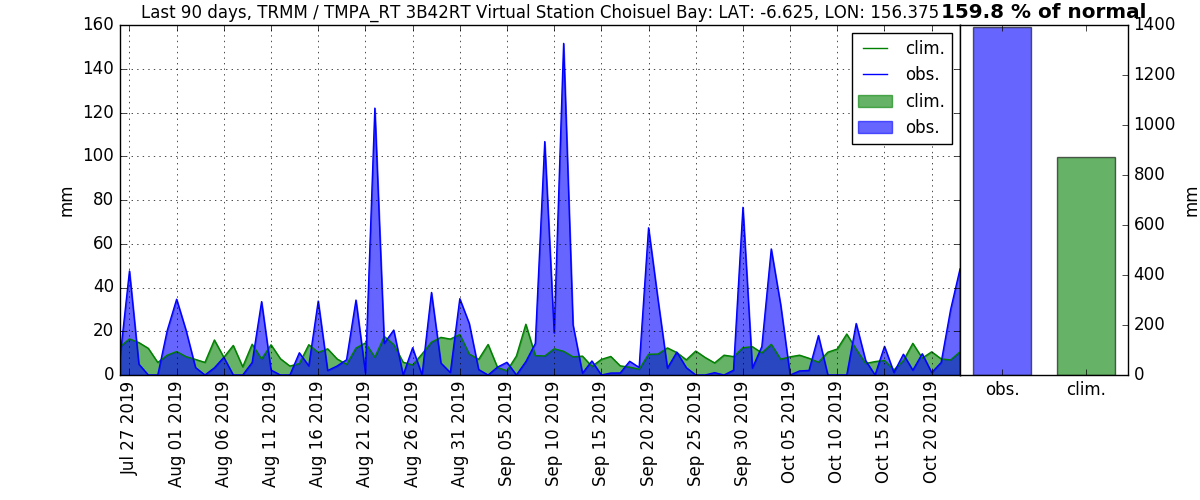 Last 90 days, TRMM / TMPA_RT 3B42RT Virtual Station Choisuel Bay: LAT: -6.625, LON: 156.375
159.8 % of normal
160
140
120
100
80
60
40
20
0
mm
clim.
obs.
clim.
obs.
Jul 27 2019
Aug 01 2019
Aug 06 2019
Aug 11 2019
Aug 16 2019
Aug 21 2019
Aug 26 2019
Aug 31 2019
Sep 05 2019
Sep 10 2019
Sep 15 2019
Sep 20 2019
Sep 25 2019
Sep 30 2019
Oct 05 2019
Oct 10 2019
Oct 15 2019
Oct 20 2019
obs.
clim.
1400
1200
1000
800
600
400
200
0
mm